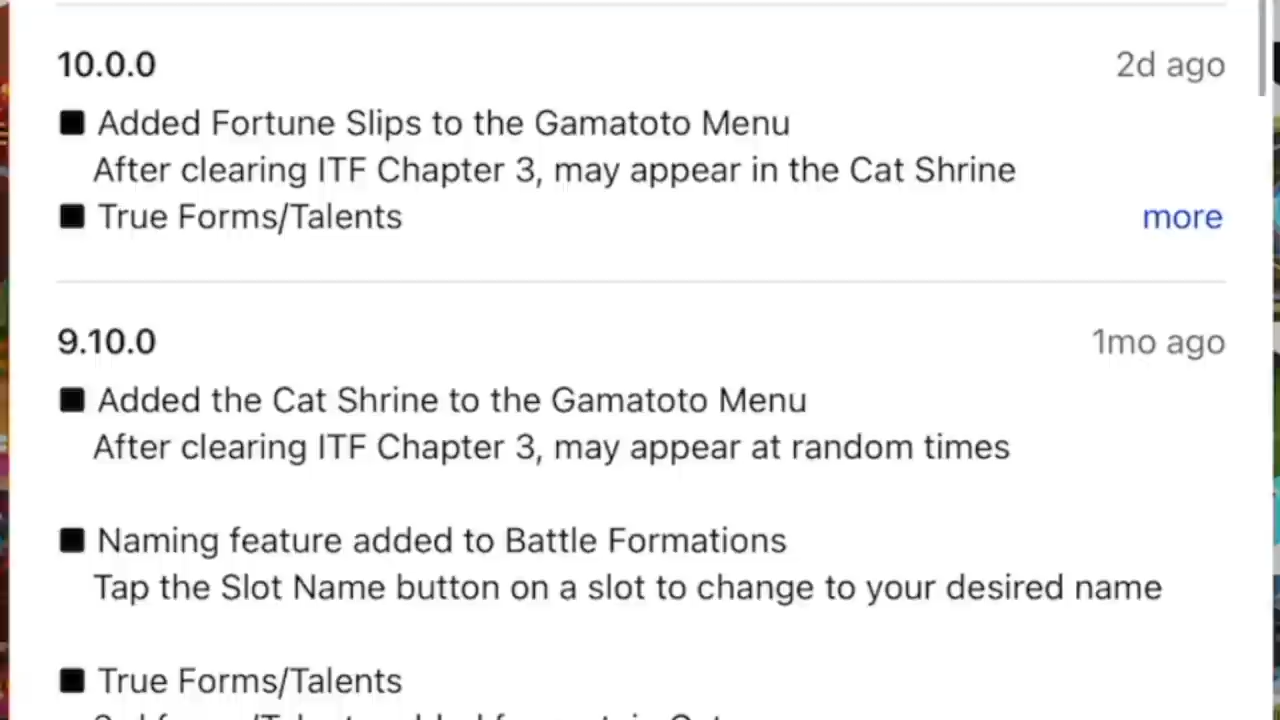 10.0.0 2d ago
■ Added Fortune Slips to the Gamatoto Menu
After clearing ITF Chapter 3, may appear in the Cat Shrine
■ True Forms/Talents more
9.10.0 1mo ago
■ Added the Cat Shrine to the Gamatoto Menu
After clearing ITF Chapter 3, may appear at random times
■ Naming feature added to Battle Formations
Tap the Slot Name button on a slot to change to your desired name
■ True Forms/Talents